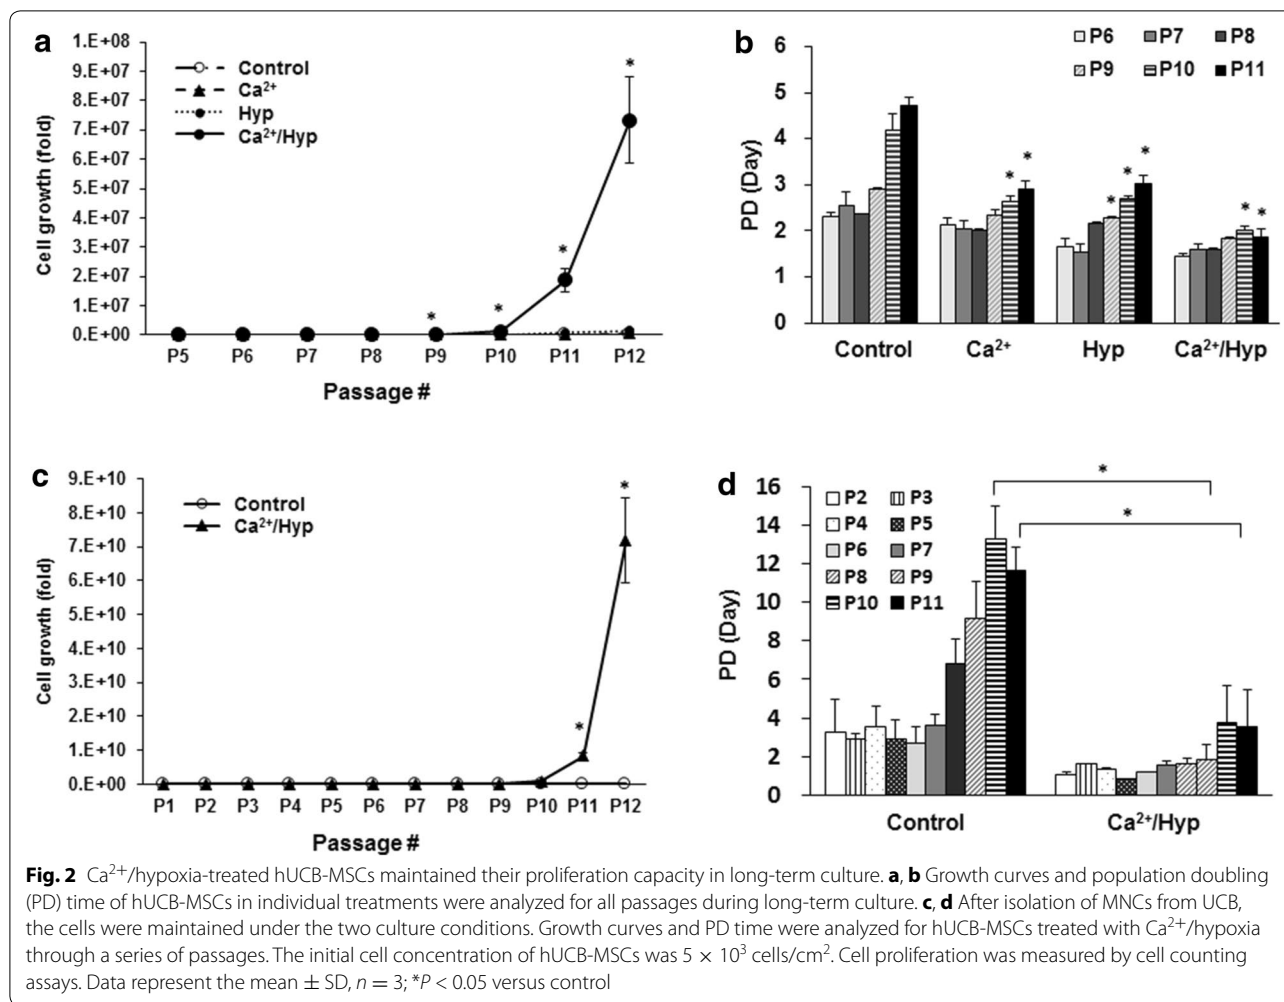 a
1.E+08
9.E+07
8.E+07
7.E+07
6.E+07
5.E+07
4.E+07
3.E+07
2.E+07
1.E+07
0.E+00
Cell growth (fold)
Control
Ca²⁺
Hyp
Ca²⁺/Hyp
* * * *
P5 P6 P7 P8 P9 P10 P11 P12
Passage #
b
P6 P7 P8
P9 P10 P11
6
5
4
3
2
1
0
PD (Day)
* * * * * * *
Control Ca²⁺ Hyp Ca²⁺/Hyp
c
9.E+10
8.E+10
7.E+10
6.E+10
5.E+10
4.E+10
3.E+10
2.E+10
1.E+10
0.E+00
Cell growth (fold)
Control
Ca²⁺/Hyp
* *
P1 P2 P3 P4 P5 P6 P7 P8 P9 P10 P11 P12
Passage #
d
16
14
12
10
8
6
4
2
0
PD (Day)
P2 P3
P4 P5
P6 P7
P8 P9
P10 P11
*
*
Control Ca²⁺/Hyp
Fig. 2 Ca²⁺/hypoxia-treated hUCB-MSCs maintained their proliferation capacity in long-term culture. a, b Growth curves and population doubling
(PD) time of hUCB-MSCs in individual treatments were analyzed for all passages during long-term culture. c, d After isolation of MNCs from UCB,
the cells were maintained under the two culture conditions. Growth curves and PD time were analyzed for hUCB-MSCs treated with Ca²⁺/hypoxia
through a series of passages. The initial cell concentration of hUCB-MSCs was 5 × 10³ cells/cm². Cell proliferation was measured by cell counting
assays. Data represent the mean ± SD, n = 3; *P < 0.05 versus control